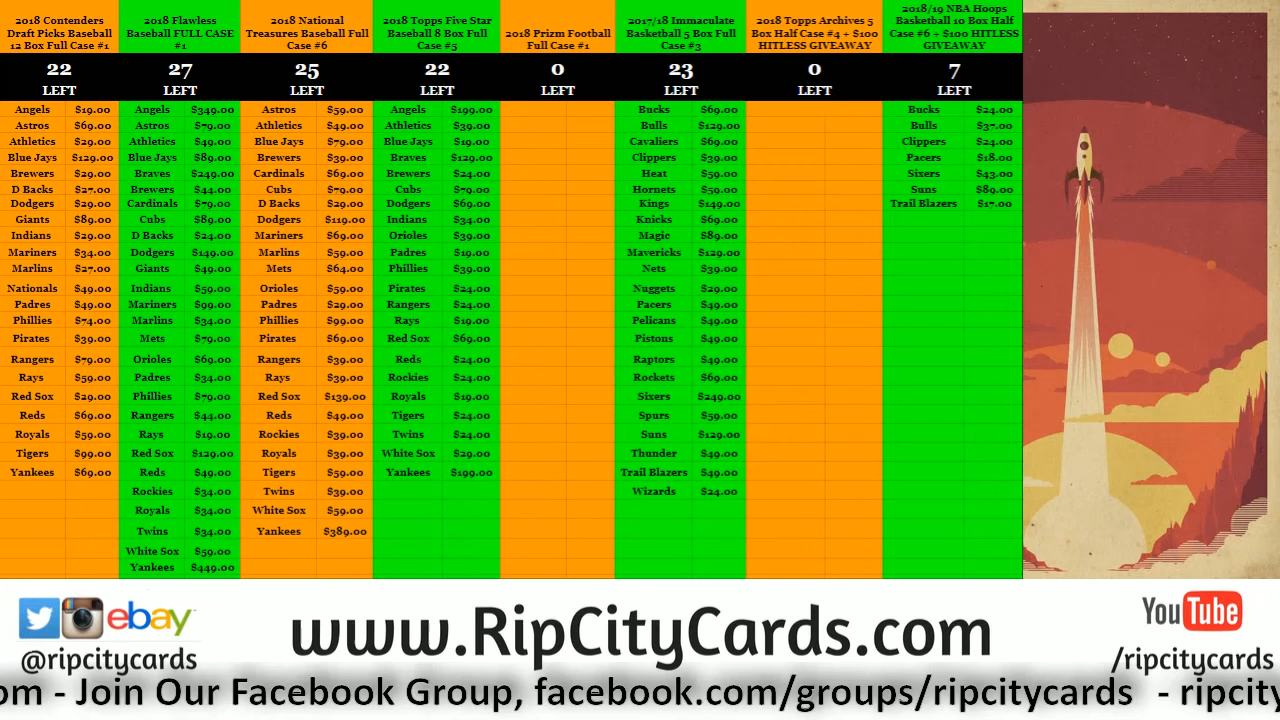 2018 Contenders
Draft Picks Baseball
12 Box Full Case #1
22
LEFT
Angels $19.00
Astros $69.00
Athletics $29.00
Blue Jays $129.00
Brewers $29.00
D Backs $27.00
Dodgers $29.00
Giants $89.00
Indians $29.00
Mariners $34.00
Marlins $27.00
Nationals $49.00
Padres $49.00
Phillies $74.00
Pirates $39.00
Rangers $79.00
Rays $59.00
Red Sox $29.00
Reds $69.00
Royals $59.00
Tigers $99.00
Yankees $69.00
2018 Flawless
Baseball FULL CASE
#1
27
LEFT
Angels $349.00
Astros $79.00
Athletics $49.00
Blue Jays $89.00
Braves $249.00
Brewers $44.00
Cardinals $79.00
Cubs $89.00
D Backs $24.00
Dodgers $149.00
Giants $49.00
Indians $59.00
Mariners $99.00
Marlins $34.00
Mets $79.00
Orioles $69.00
Padres $34.00
Phillies $79.00
Rangers $44.00
Rays $19.00
Red Sox $129.00
Reds $49.00
Rockies $34.00
Royals $34.00
Twins $34.00
White Sox $59.00
Yankees $449.00
2018 National
Treasures Baseball Full
Case #6
25
LEFT
Astros $59.00
Athletics $49.00
Blue Jays $79.00
Brewers $39.00
Cardinals $69.00
Cubs $79.00
D Backs $29.00
Dodgers $119.00
Mariners $69.00
Marlins $59.00
Mets $64.00
Orioles $59.00
Padres $29.00
Phillies $99.00
Pirates $69.00
Rangers $39.00
Rays $39.00
Red Sox $139.00
Reds $49.00
Rockies $39.00
Royals $39.00
Tigers $59.00
Twins $39.00
White Sox $59.00
Yankees $389.00
2018 Topps Five Star
Baseball 8 Box Full
Case #5
22
LEFT
Angels $199.00
Athletics $39.00
Blue Jays $19.00
Braves $129.00
Brewers $24.00
Cubs $79.00
Dodgers $69.00
Indians $34.00
Orioles $39.00
Padres $19.00
Phillies $39.00
Pirates $24.00
Rangers $24.00
Rays $19.00
Red Sox $69.00
Reds $24.00
Rockies $24.00
Royals $19.00
Tigers $24.00
Twins $24.00
White Sox $29.00
Yankees $199.00
2018 Prizm Football
Full Case #1
0
LEFT
2017/18 Immaculate
Basketball 5 Box Full
Case #3
23
LEFT
Bucks $69.00
Bulls $129.00
Cavaliers $69.00
Clippers $39.00
Heat $59.00
Hornets $59.00
Kings $149.00
Knicks $69.00
Magic $89.00
Mavericks $129.00
Nets $39.00
Nuggets $29.00
Pacers $49.00
Pelicans $49.00
Pistons $49.00
Raptors $49.00
Rockets $69.00
Sixers $249.00
Spurs $59.00
Suns $129.00
Thunder $49.00
Trail Blazers $49.00
Wizards $24.00
2018 Topps Archives 5
Box Half Case #4 + $100
HITLESS GIVEAWAY
0
LEFT
2018/19 NBA Hoops
Basketball 10 Box Half
Case #6 + $100 HITLESS
GIVEAWAY
7
LEFT
Bucks $24.00
Bulls $37.00
Clippers $24.00
Pacers $18.00
Sixers $43.00
Suns $89.00
Trail Blazers $17.00
ebay
@ripcitycards
www.RipCityCards.com
YouTube
/ripcitycards
om - Join Our Facebook Group, facebook.com/groups/ripcitycards - ripcity